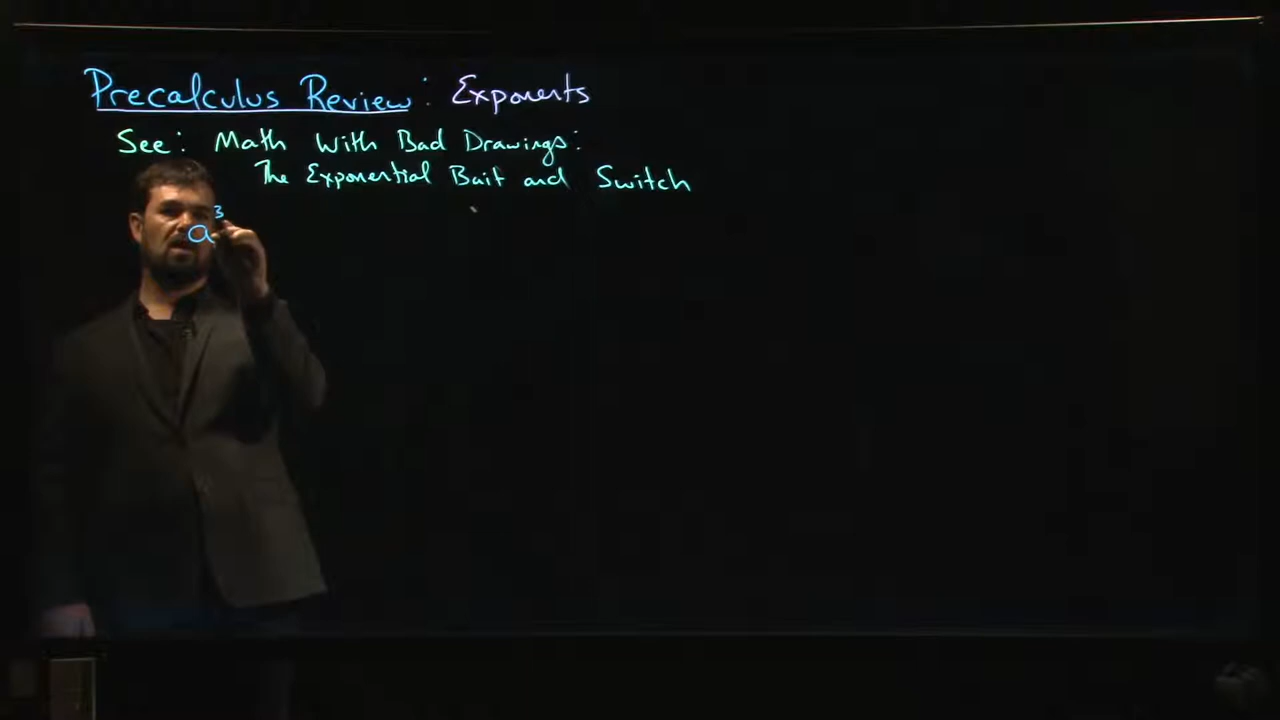 Precalculus Review: Exponents
See: Math With Bad Drawings:
The Exponential Bait and Switch
a³